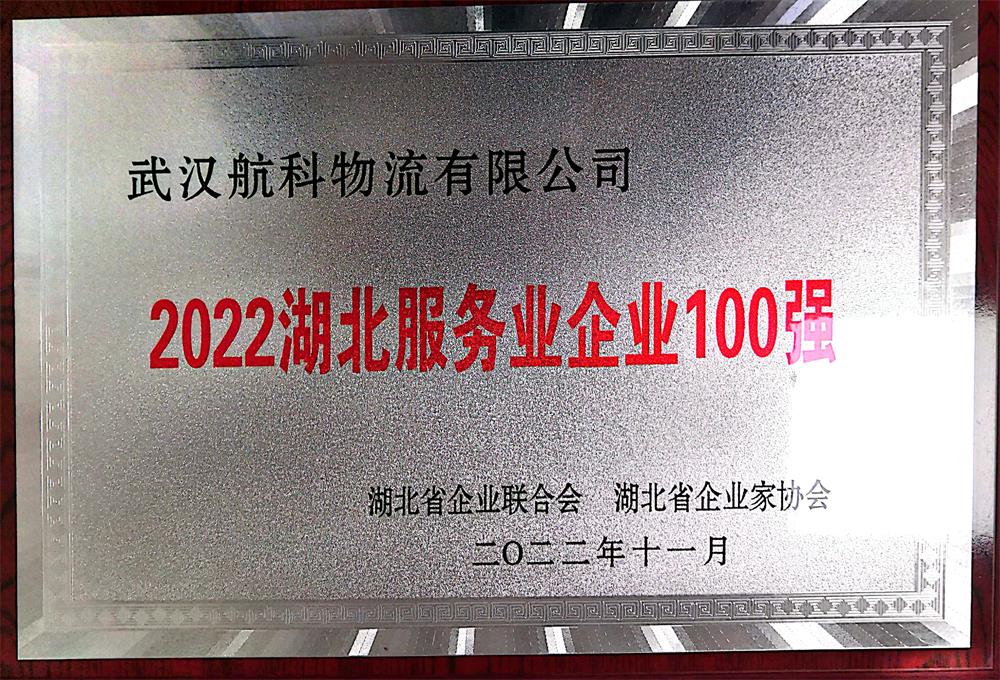 武汉航科物流有限公司
2022湖北服务业企业100强
湖北省企业联合会 湖北省企业家协会
二〇二二年十一月